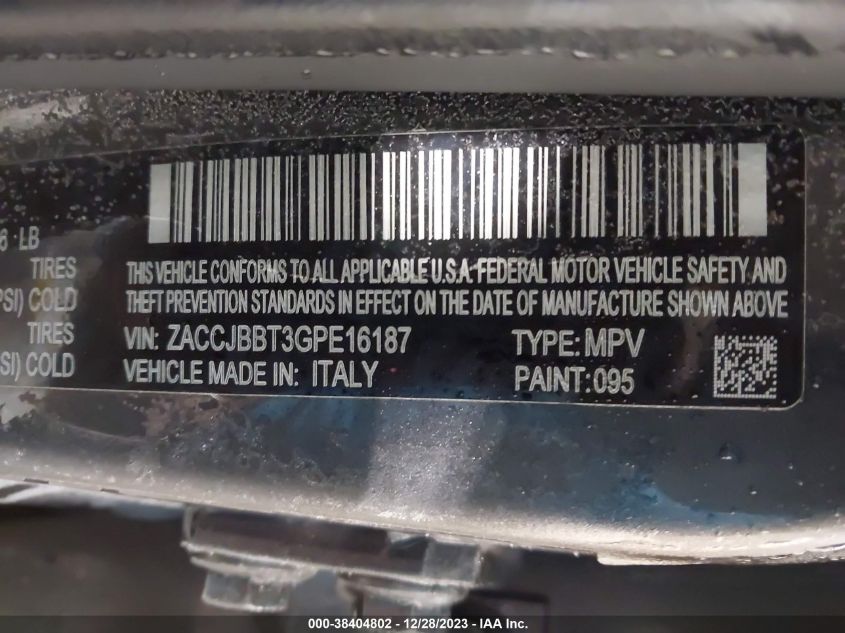 6 LB
TIRES
PSI) COLD
TIRES
SI) COLD
THIS VEHICLE CONFORMS TO ALL APPLICABLE U.S.A. FEDERAL MOTOR VEHICLE SAFETY AND
THEFT PREVENTION STANDARDS IN EFFECT ON THE DATE OF MANUFACTURE SHOWN ABOVE
VIN: ZACCJBBT3GPE16187 TYPE: MPV
VEHICLE MADE IN: ITALY PAINT: 095
000-38404802 - 12/28/2023 - IAA Inc.